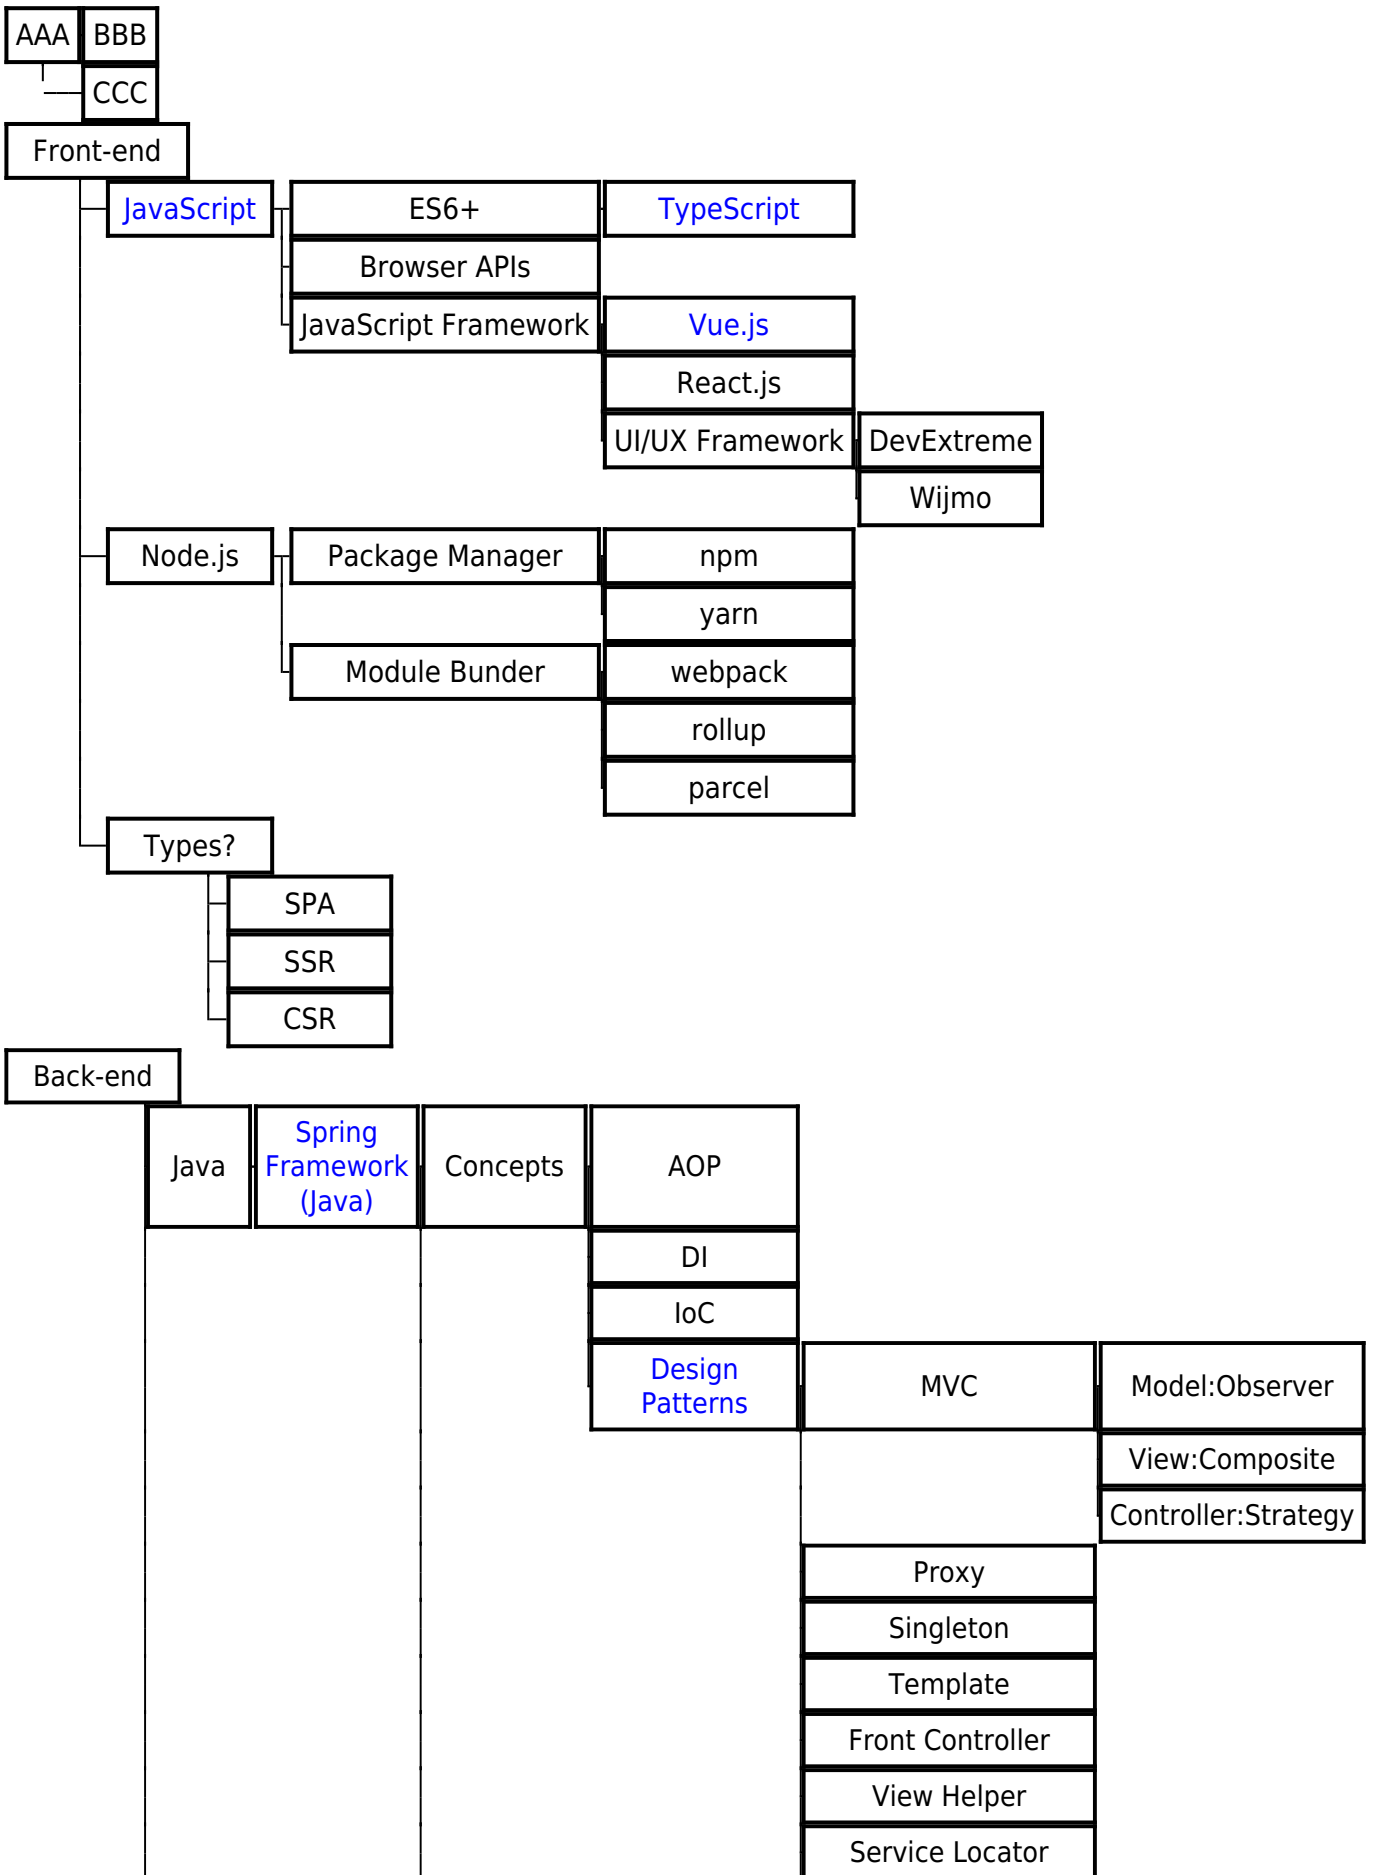 AAA BBB
CCC
Front-end
JavaScript ES6+ TypeScript
Browser APIs
JavaScript Framework Vue.js
React.js
UI/UX Framework DevExtreme
Wijmo
Node.js Package Manager npm
yarn
Module Bunder webpack
rollup
parcel
Types?
SPA
SSR
CSR
Back-end
Java Spring Framework (Java) Concepts AOP
DI
IoC
Design Patterns MVC Model:Observer
View:Composite
Controller:Strategy
Proxy
Singleton
Template
Front Controller
View Helper
Service Locator